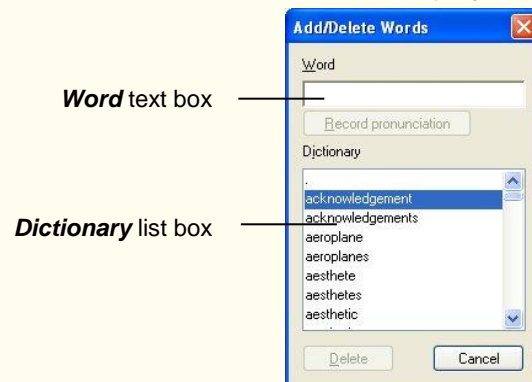 Add/Delete Words
Word
Word text box
Record pronunciation
Dictionary
.
acknowledgement
acknowledgements
Dictionary list box
aeroplane
aeroplanes
aesthete
aesthetes
aesthetic
Delete
Cancel